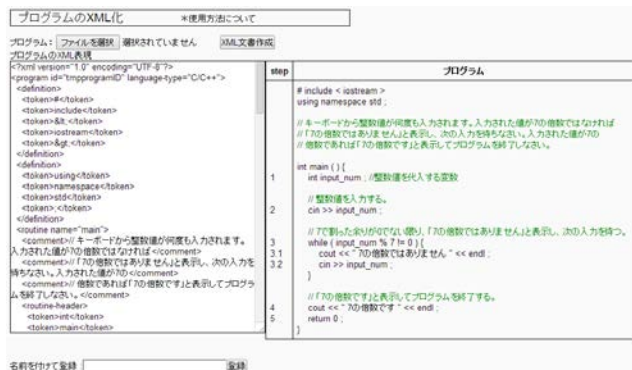 プログラムのXML化 ＊使用方法について
プログラム： ファイルを選択 選択されていません XML文書作成
プログラムのXML表現
<?xml version="1.0" encoding="UTF-8"?>
<program id="tmpprogramID" language-type="C/C++">
<definition>
<token>#</token>
<token>include</token>
<token>&lt;</token>
<token>iostream</token>
<token>&gt;</token>
</definition>
<definition>
<token>using</token>
<token>namespace</token>
<token>std</token>
<token>;</token>
</definition>
<routine name="main">
<comment>// キーボードから整数値が何度も入力されます。
入力された値が7の倍数ではなければ</comment>
<comment>// 「7の倍数ではありません」と表示し、次の入力を
待ちなさい。入力された値が7の</comment>
<comment>// 倍数であれば「7の倍数です」と表示してプログラ
ムを終了しなさい。</comment>
<routine-header>
<token>int</token>
<token>main</token>
step プログラム
# include < iostream >
using namespace std ;
// キーボードから整数値が何度も入力されます。入力された値が7の倍数ではなければ
// 「7の倍数ではありません」と表示し、次の入力を待ちなさい。入力された値が7の
// 倍数であれば「7の倍数です」と表示してプログラムを終了しなさい。
int main ( ) {
1 int input_num ; //整数値を代入する変数
// 整数値を入力する。
2 cin >> input_num ;
// 7で割った余りが0でない限り、「7の倍数ではありません」と表示し、次の入力を待つ。
3 while ( input_num % 7 != 0 ) {
3.1 cout << " 7の倍数ではありません " << endl ;
3.2 cin >> input_num ;
}
// 「7の倍数です」と表示してプログラムを終了する。
4 cout << " 7の倍数です " << endl ;
5 return 0 ;
}
名前を付けて登録 登録